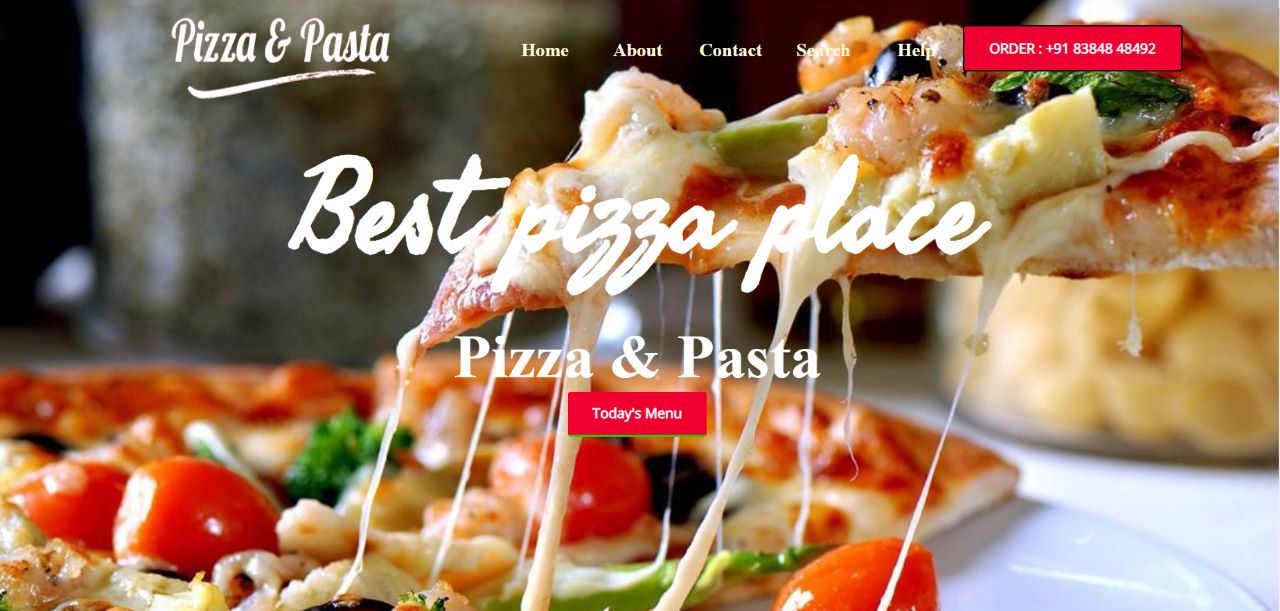 Pizza & Pasta
Home About Contact Search Help ORDER : +91 83848 48492
Best pizza place
Pizza & Pasta
Today's Menu